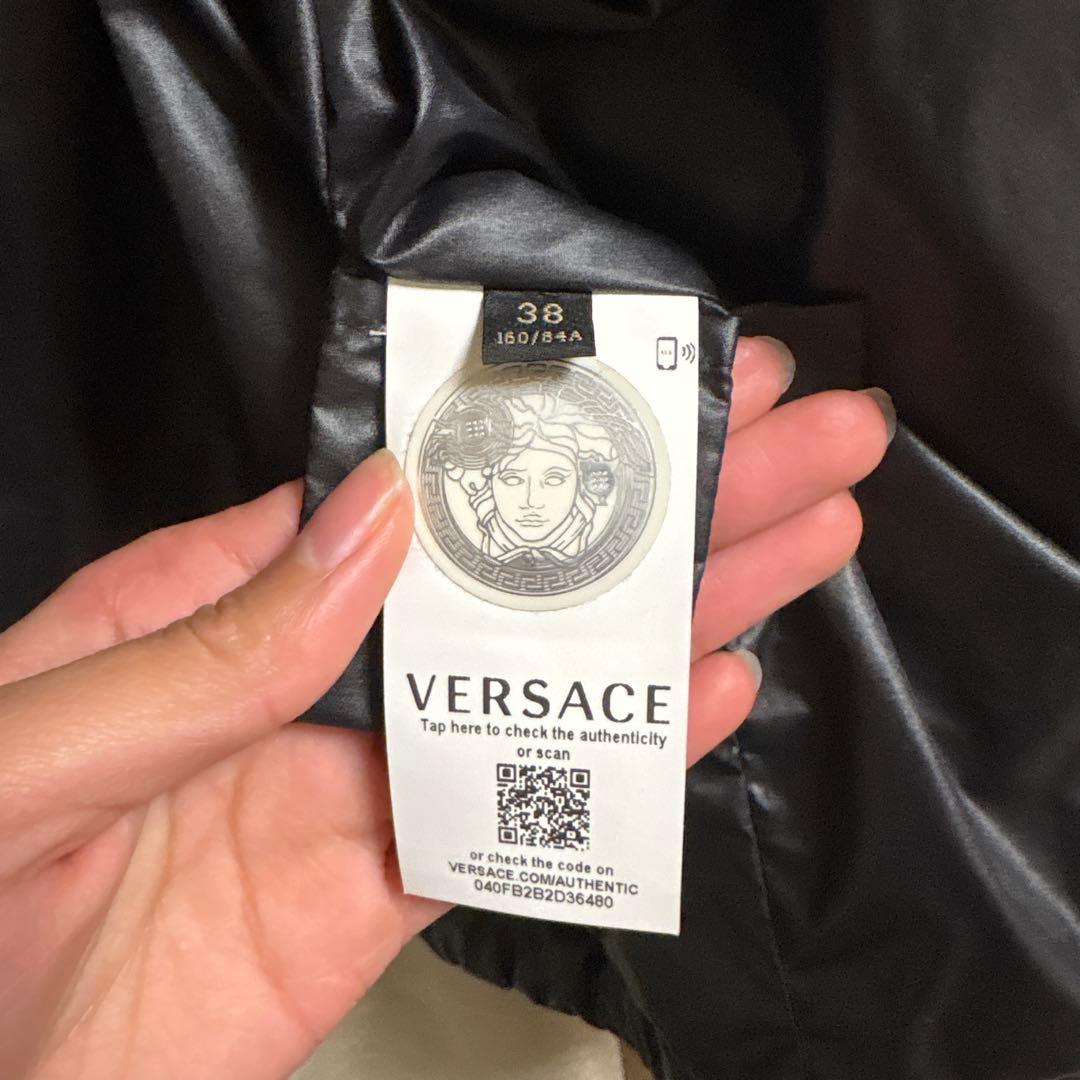 38
160/84A
VERSACE
Tap here to check the authenticity
or scan
or check the code on
VERSACE.COM/AUTHENTIC
040FB2B2D36480